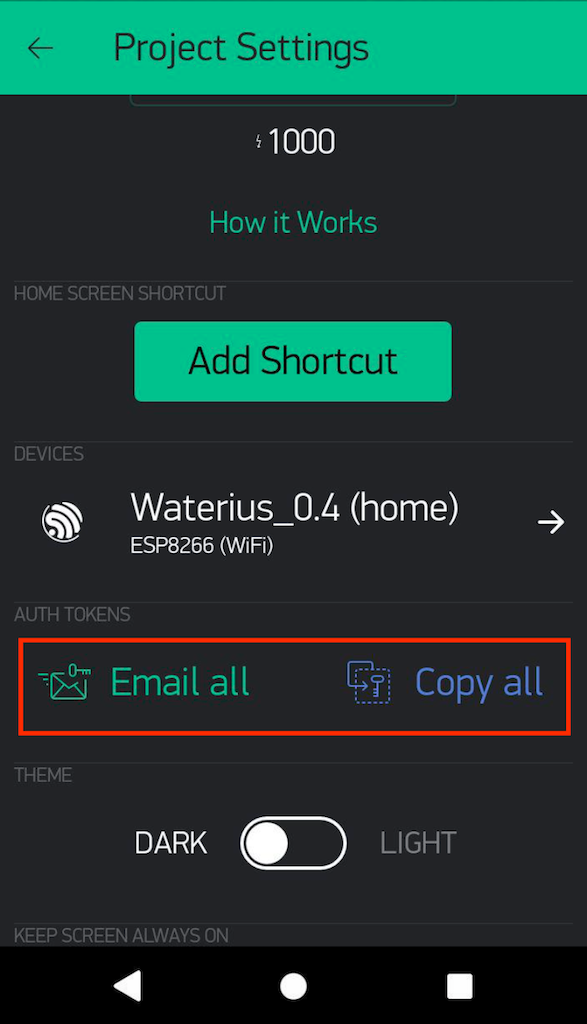 Project Settings
1000
How it Works
HOME SCREEN SHORTCUT
Add Shortcut
DEVICES
Waterius_0.4 (home)
ESP8266 (WiFi)
AUTH TOKENS
Email all
Copy all
THEME
DARK
LIGHT
KEEP SCREEN ALWAYS ON